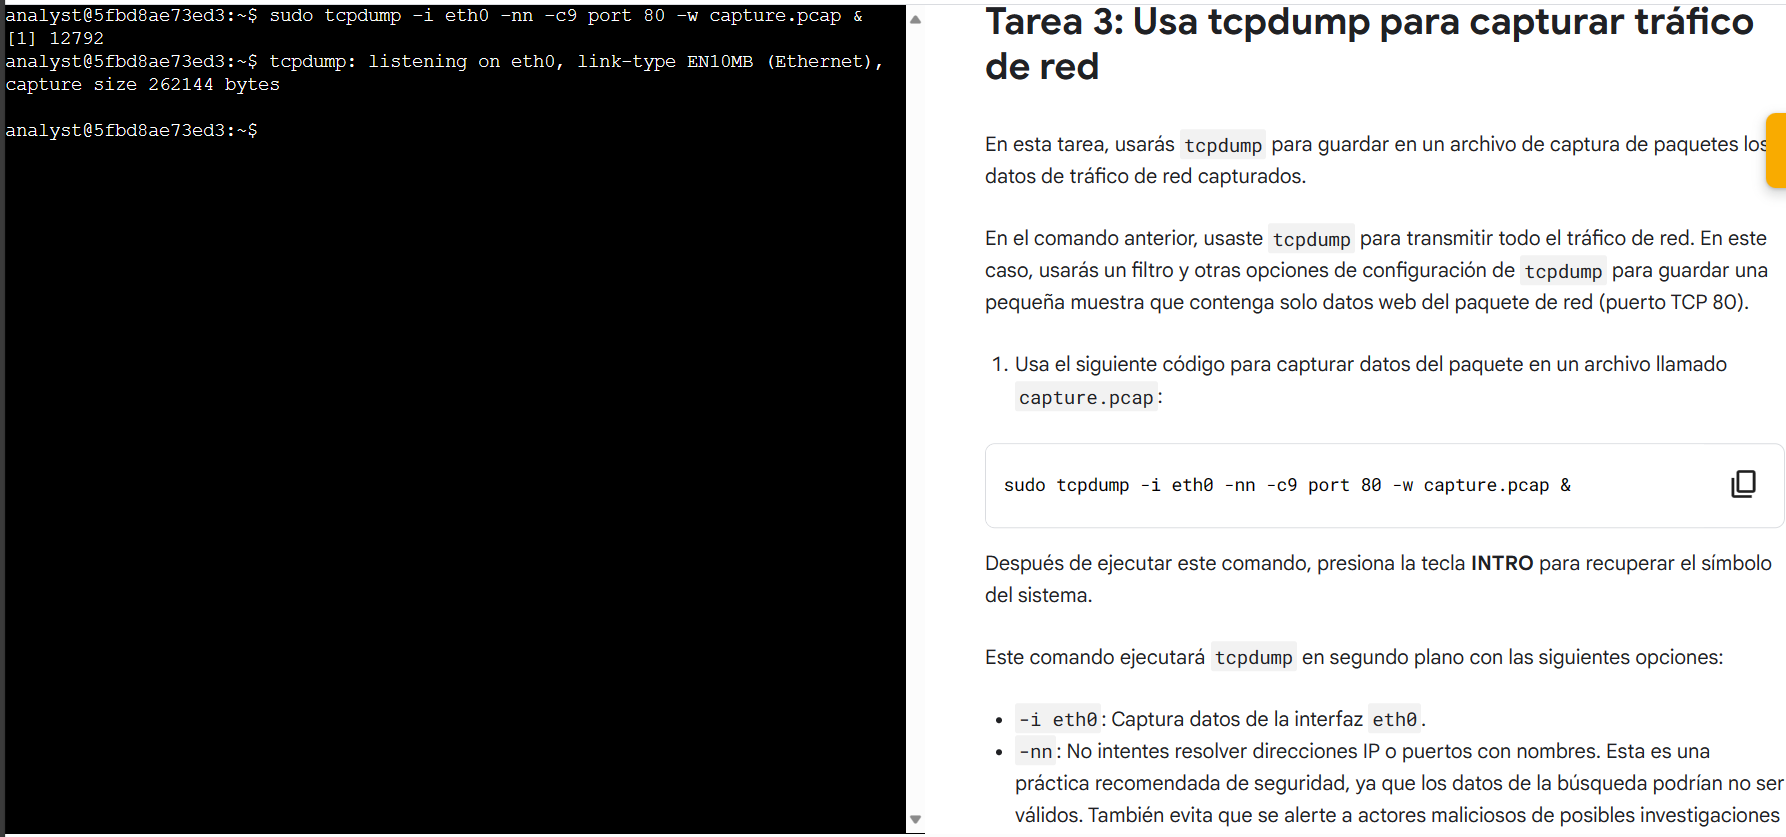 analyst@5fbd8ae73ed3:~$ sudo tcpdump -i eth0 -nn -c9 port 80 -w capture.pcap &
[1] 12792
analyst@5fbd8ae73ed3:~$ tcpdump: listening on eth0, link-type EN10MB (Ethernet),
capture size 262144 bytes
analyst@5fbd8ae73ed3:~$
Tarea 3: Usa tcpdump para capturar tráfico
de red
En esta tarea, usarás tcpdump para guardar en un archivo de captura de paquetes los
datos de tráfico de red capturados.
En el comando anterior, usaste tcpdump para transmitir todo el tráfico de red. En este
caso, usarás un filtro y otras opciones de configuración de tcpdump para guardar una
pequeña muestra que contenga solo datos web del paquete de red (puerto TCP 80).
1. Usa el siguiente código para capturar datos del paquete en un archivo llamado
capture.pcap:
sudo tcpdump -i eth0 -nn -c9 port 80 -w capture.pcap &
Después de ejecutar este comando, presiona la tecla INTRO para recuperar el símbolo
del sistema.
Este comando ejecutará tcpdump en segundo plano con las siguientes opciones:
• -i eth0: Captura datos de la interfaz eth0.
• -nn: No intentes resolver direcciones IP o puertos con nombres. Esta es una
práctica recomendada de seguridad, ya que los datos de la búsqueda podrían no ser
válidos. También evita que se alerte a actores maliciosos de posibles investigaciones